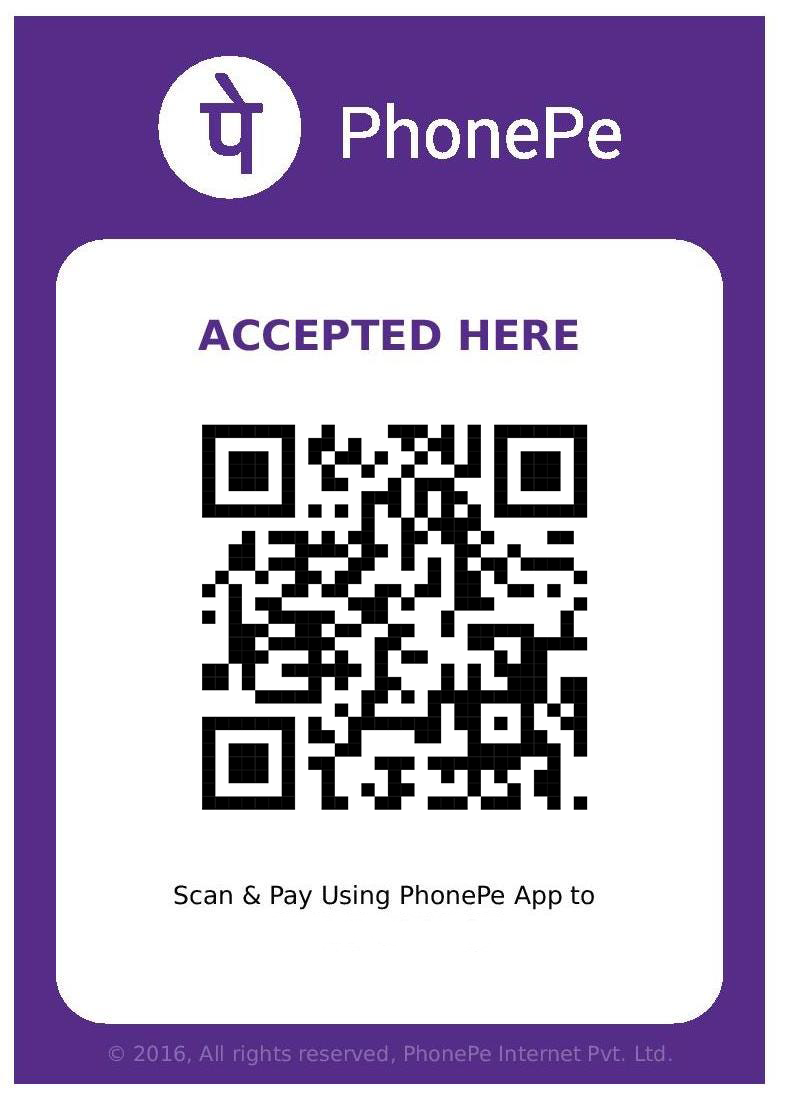 पे PhonePe
ACCEPTED HERE
Scan & Pay Using PhonePe App to
© 2016, All rights reserved, PhonePe Internet Pvt. Ltd.